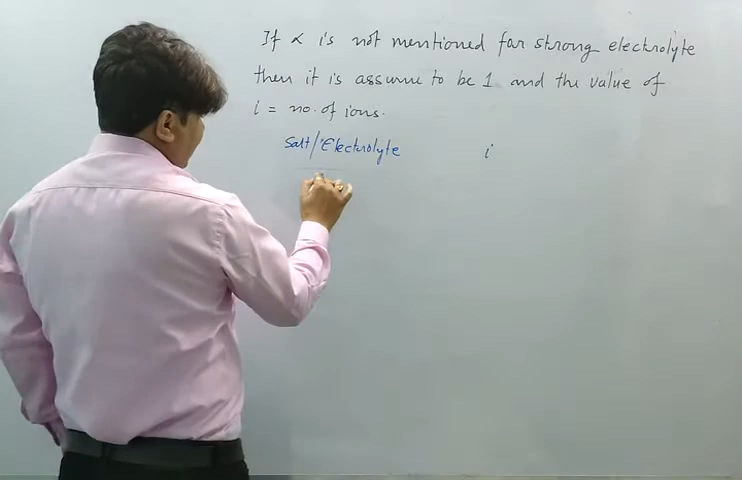 If α is not mentioned for strong electrolyte
then it is assume to be 1 and the value of
i = no. of ions.
Salt/Electrolyte i